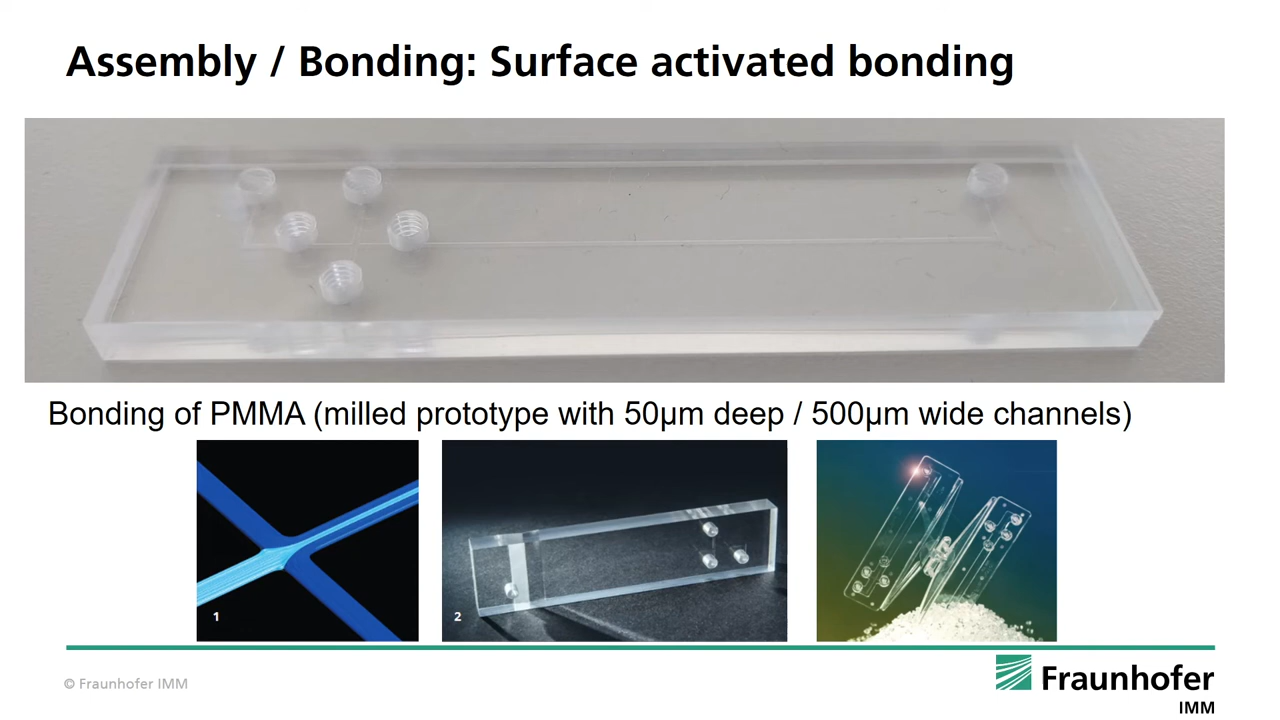 Assembly / Bonding: Surface activated bonding
Bonding of PMMA (milled prototype with 50µm deep / 500µm wide channels)
1
2
© Fraunhofer IMM
Fraunhofer
IMM